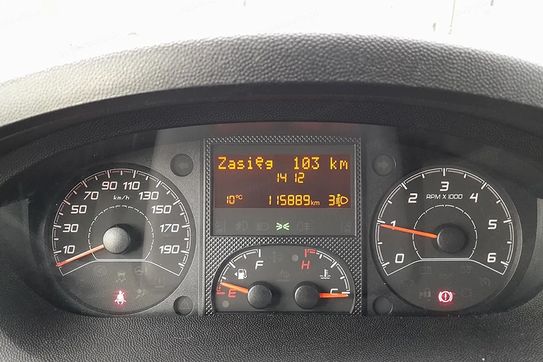 Zasięg 103 km
14 12
10°C 115889 km 3
70 90 110 130
50 150
30 170
10 190
km/h
F H
E C
RPM X 1000
1 2 3 4 5 6